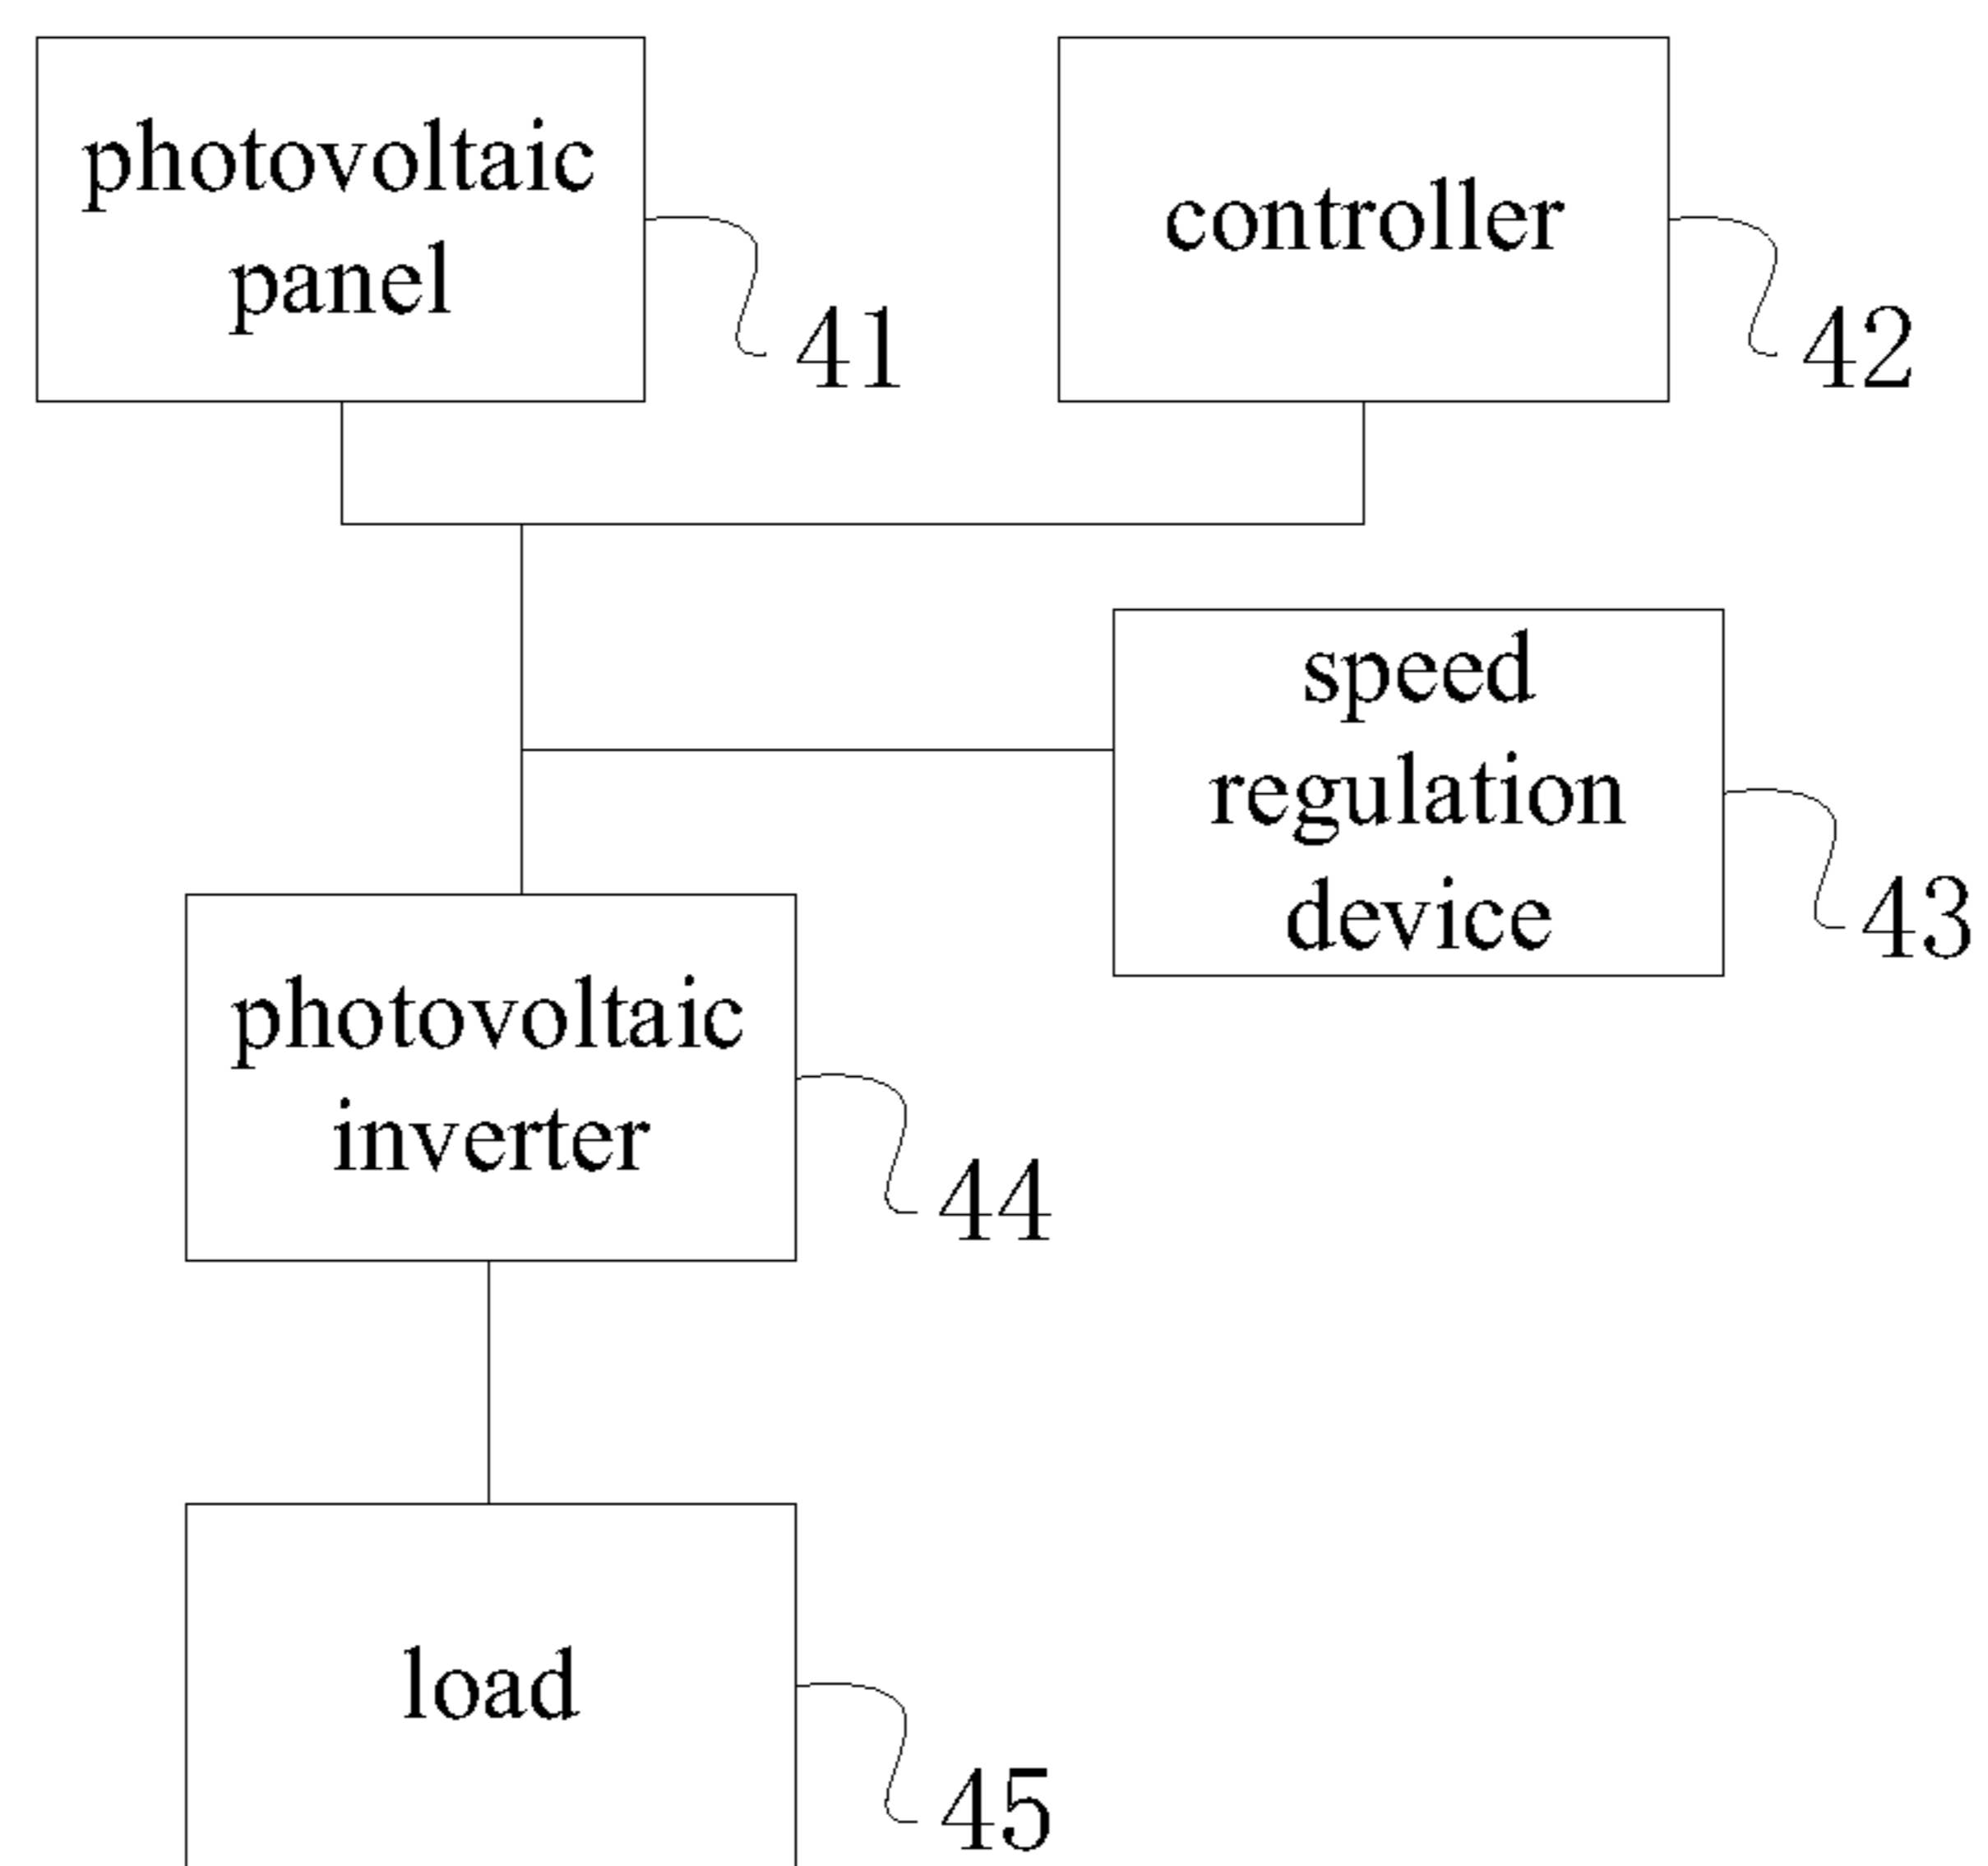 photovoltaic
panel
41
controller
42
speed
regulation
device
43
photovoltaic
inverter
44
load
45